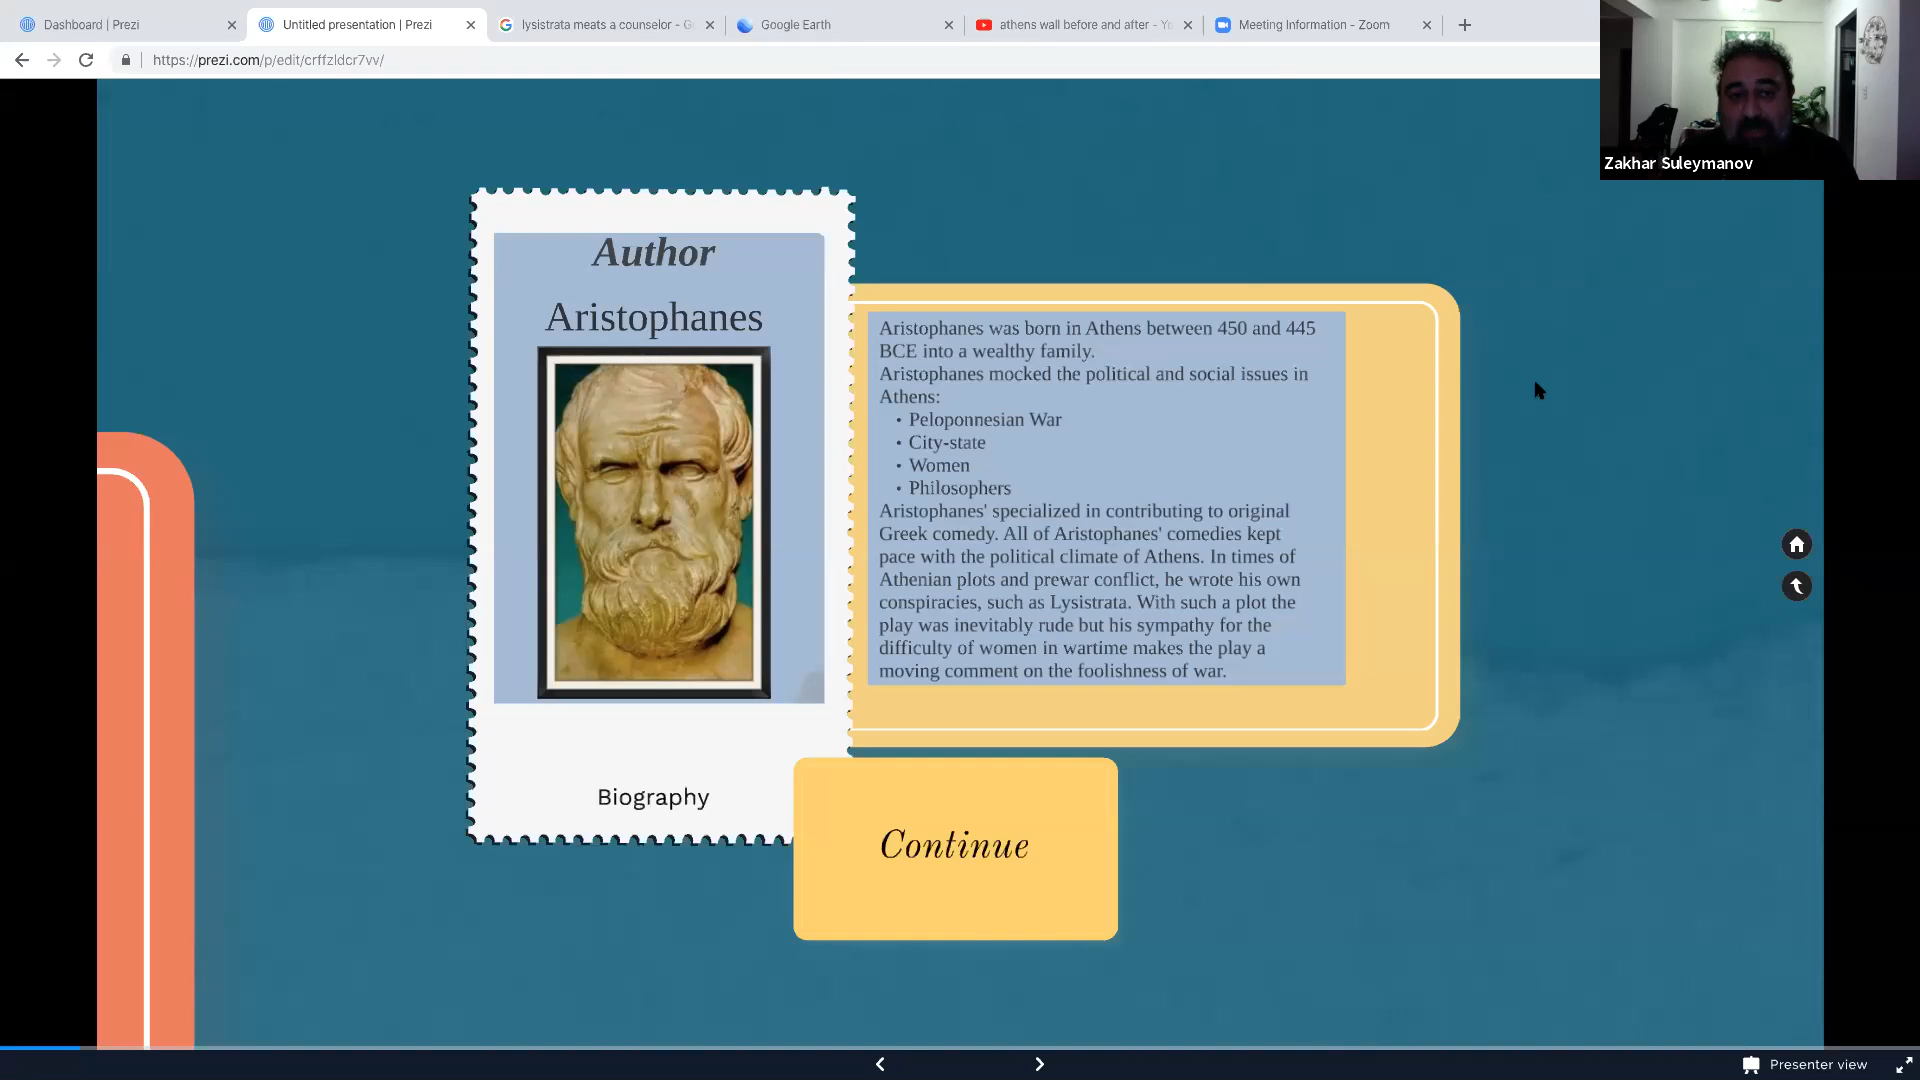 Dashboard | Prezi
Untitled presentation | Prezi
lysistrata meats a counselor - G
Google Earth
athens wall before and after - Yo
Meeting Information - Zoom
https://prezi.com/p/edit/crffzldcr7vv/
Zakhar Suleymanov
Author
Aristophanes
Biography
Aristophanes was born in Athens between 450 and 445
BCE into a wealthy family.
Aristophanes mocked the political and social issues in
Athens:
• Peloponnesian War
• City-state
• Women
• Philosophers
Aristophanes' specialized in contributing to original
Greek comedy. All of Aristophanes' comedies kept
pace with the political climate of Athens. In times of
Athenian plots and prewar conflict, he wrote his own
conspiracies, such as Lysistrata. With such a plot the
play was inevitably rude but his sympathy for the
difficulty of women in wartime makes the play a
moving comment on the foolishness of war.
Continue
Presenter view